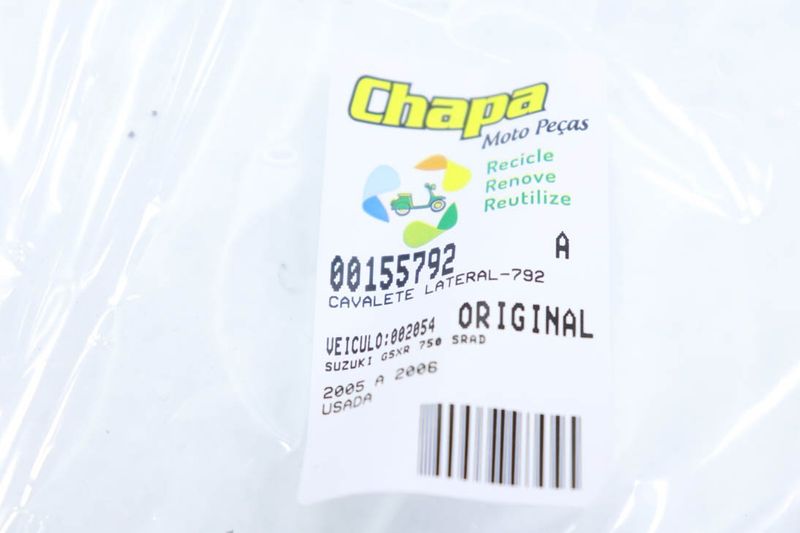 Chapa
Moto Peças
Recicle
Renove
Reutilize
00155792 A
CAVALETE LATERAL-792
VEICULO:002054 ORIGINAL
SUZUKI GSXR 750 SRAD
2005 A 2006
USADA